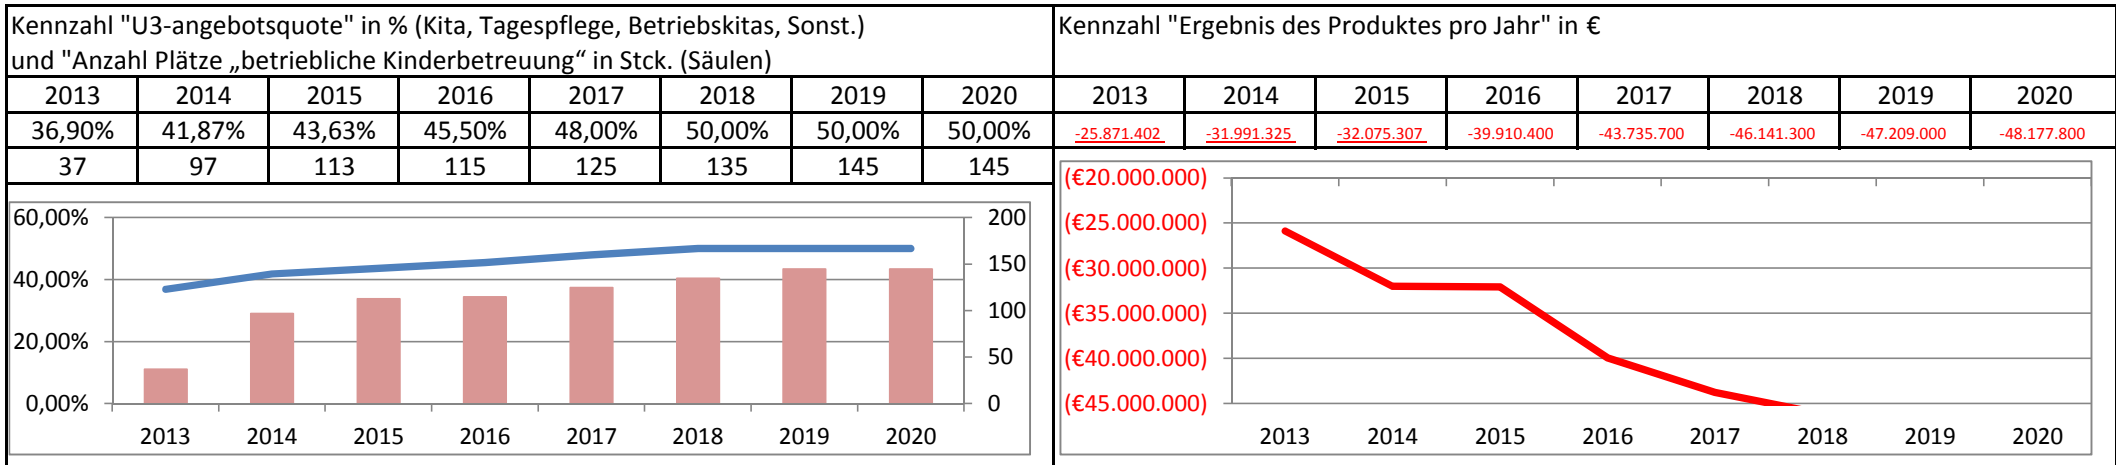 Kennzahl "U3-angebotsquote" in % (Kita, Tagespflege, Betriebskitas, Sonst.)
und "Anzahl Plätze „betriebliche Kinderbetreuung“ in Stck. (Säulen)
2013 2014 2015 2016 2017 2018 2019 2020
36,90% 41,87% 43,63% 45,50% 48,00% 50,00% 50,00% 50,00%
37 97 113 115 125 135 145 145
60,00% 200
150
40,00%
100
20,00%
50
0,00% 0
2013 2014 2015 2016 2017 2018 2019 2020
Kennzahl "Ergebnis des Produktes pro Jahr" in €
2013 2014 2015 2016 2017 2018 2019 2020
-25.871.402 -31.991.325 -32.075.307 -39.910.400 -43.735.700 -46.141.300 -47.209.000 -48.177.800
(€20.000.000)
(€25.000.000)
(€30.000.000)
(€35.000.000)
(€40.000.000)
(€45.000.000)
2013 2014 2015 2016 2017 2018 2019 2020